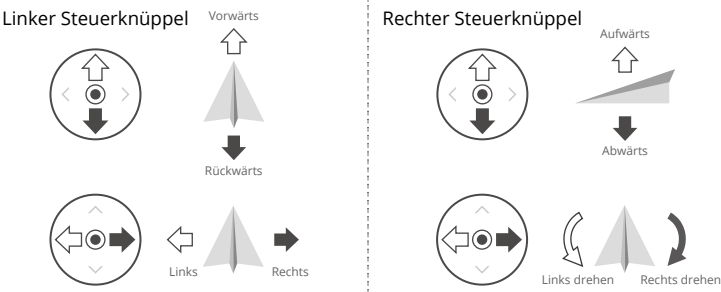 Linker Steuerknüppel
Vorwärts
Rückwärts
Links
Rechts
Rechter Steuerknüppel
Aufwärts
Abwärts
Links drehen
Rechts drehen